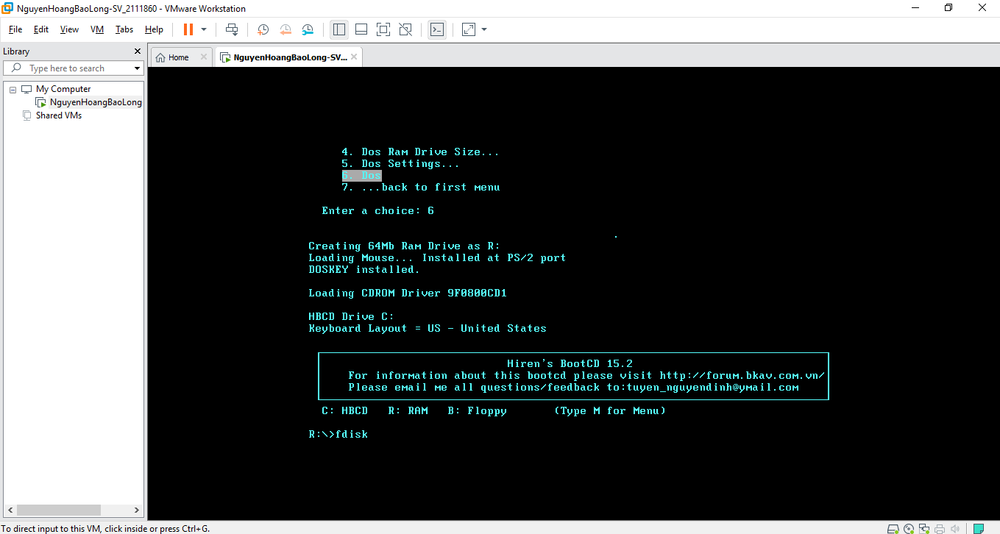 NguyenHoangBaoLong-SV_2111860 - VMware Workstation
File Edit View VM Tabs Help
Library
Type here to search
My Computer
NguyenHoangBaoLong
Shared VMs
Home
NguyenHoangBaoLong-SV...
4. Dos Ram Drive Size...
5. Dos Settings...
6. Dos
7. ...back to first menu
Enter a choice: 6
Creating 64Mb Ram Drive as R:
Loading Mouse... Installed at PS/2 port
DOSKEY installed.
Loading CDROM Driver 9F0800CD1
HBCD Drive C:
Keyboard Layout = US - United States
Hiren's BootCD 15.2
For information about this bootcd please visit http://forum.bkav.com.vn/
Please email me all questions/feedback to:tuyen_nguyendinh@ymail.com
C: HBCD R: RAM B: Floppy (Type M for Menu)
R:\>fdisk
To direct input to this VM, click inside or press Ctrl+G.